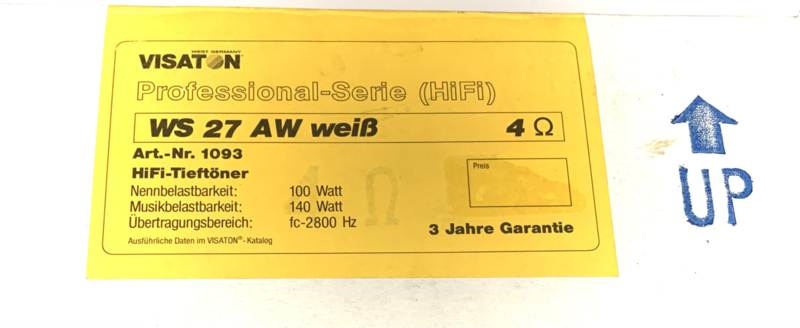 WEST GERMANY
VISATON®
Professional-Serie (HiFi)
WS 27 AW weiß 4 Ω
Art.-Nr. 1093
HiFi-Tieftöner
Nennbelastbarkeit: 100 Watt
Musikbelastbarkeit: 140 Watt
Übertragungsbereich: fc-2800 Hz
Ausführliche Daten im VISATON®-Katalog
Preis
3 Jahre Garantie
4 Ω
UP